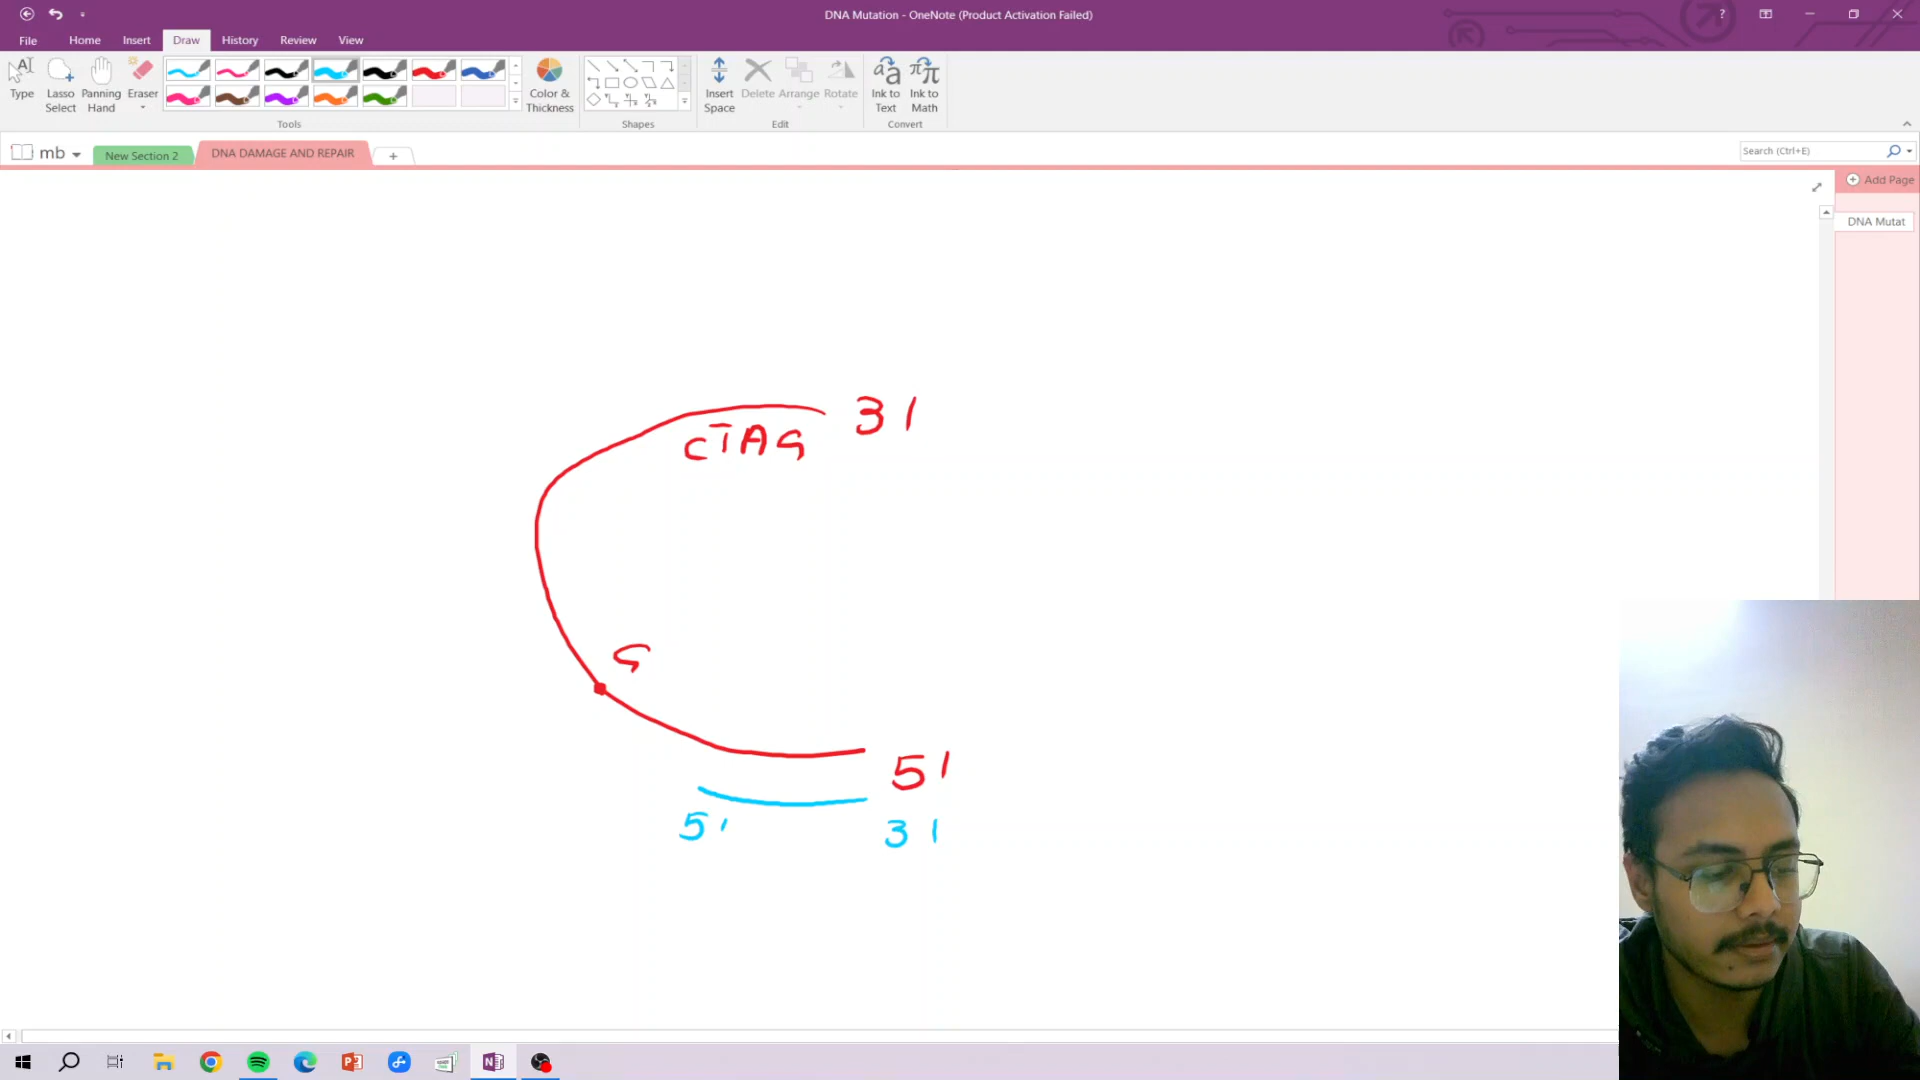 DNA Mutation - OneNote (Product Activation Failed)
?
File Home Insert Draw History Review View
Type
Lasso Select
Panning Hand
Eraser
Color & Thickness
Insert Space
Delete Arrange Rotate
Ink to Text
Ink to Math
Tools Shapes Edit Convert
mb New Section 2 DNA DAMAGE AND REPAIR +
Search (Ctrl+E)
Add Page
DNA Mutat
3'
CTAG
G
5'
5' 3'